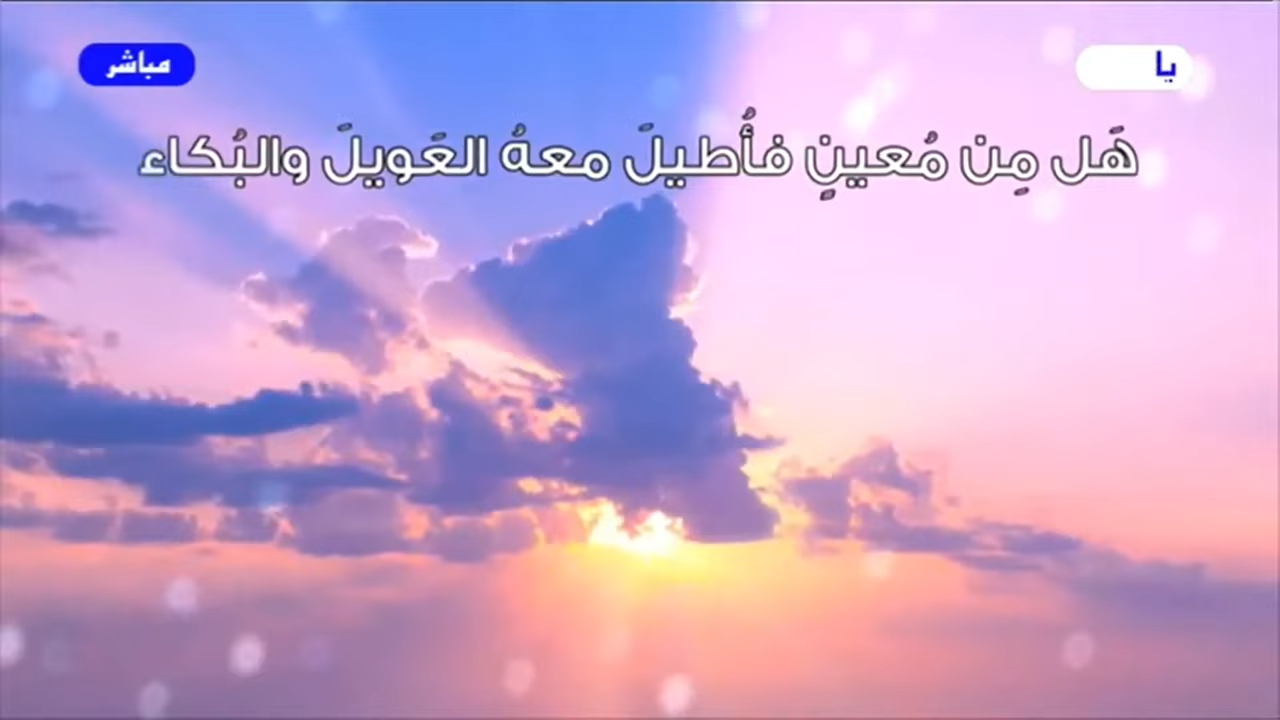 يا
مباشر
هَل مِن مُعينٍ فأُطيلَ معهُ العَويلَ والبُكاء